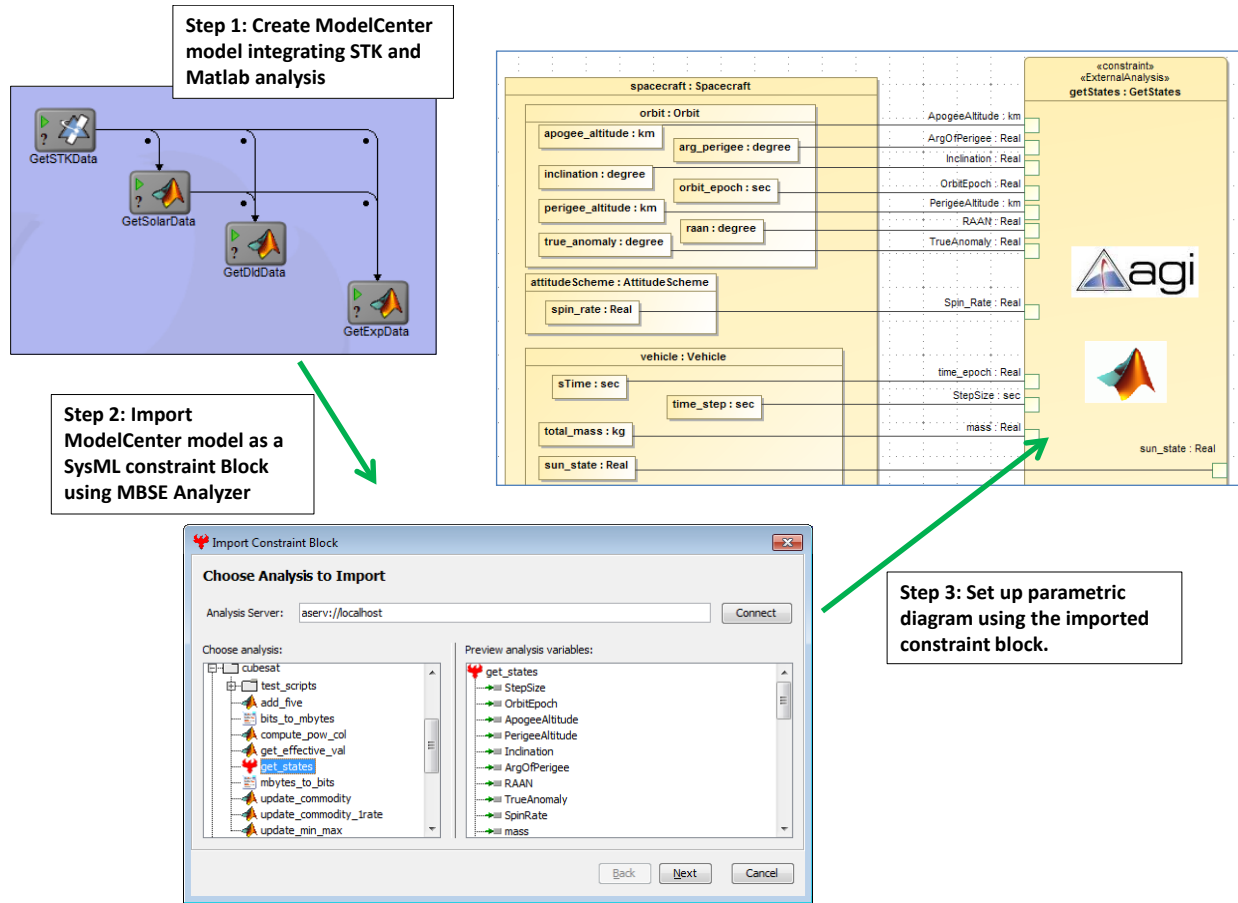 Step 1: Create ModelCenter
model integrating STK and
Matlab analysis
?
GetSTKData
?
GetSolarData
?
GetDldData
?
GetExpData
«constraint»
«ExternalAnalysis»
getStates : GetStates
spacecraft : Spacecraft
orbit : Orbit
apogee_altitude : km
arg_perigee : degree
inclination : degree
orbit_epoch : sec
perigee_altitude : km
raan : degree
true_anomaly : degree
ApogeeAltitude : km
ArgOfPerigee : Real
Inclination : Real
OrbitEpoch : Real
PerigeeAltitude : km
RAAN : Real
TrueAnomaly : Real
agi
attitudeScheme : AttitudeScheme
spin_rate : Real
Spin_Rate : Real
vehicle : Vehicle
sTime : sec
time_step : sec
total_mass : kg
sun_state : Real
time_epoch : Real
StepSize : sec
mass : Real
sun_state : Real
Step 2: Import
ModelCenter model as a
SysML constraint Block
using MBSE Analyzer
Import Constraint Block
Choose Analysis to Import
Analysis Server:
aserv://localhost
Connect
Choose analysis:
cubesat
test_scripts
add_five
bits_to_mbytes
compute_pow_col
get_effective_val
get_states
mbytes_to_bits
update_commodity
update_commodity_1rate
update_min_max
Preview analysis variables:
get_states
StepSize
OrbitEpoch
ApogeeAltitude
PerigeeAltitude
Inclination
ArgOfPerigee
RAAN
TrueAnomaly
SpinRate
mass
Back
Next
Cancel
Step 3: Set up parametric
diagram using the imported
constraint block.